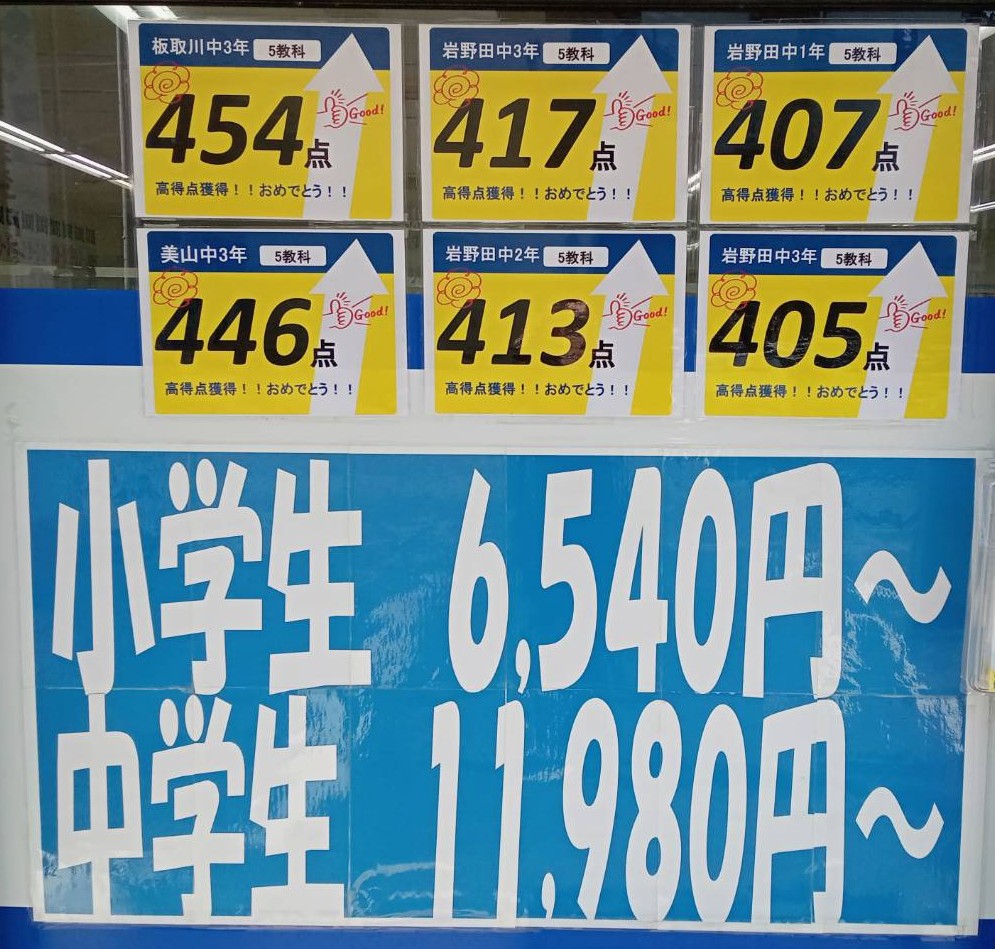 板取川中3年 5教科
454点
Good!
高得点獲得!!おめでとう!!
岩野田中3年 5教科
417点
Good!
高得点獲得!!おめでとう!!
岩野田中1年 5教科
407点
Good!
高得点獲得!!おめでとう!!
美山中3年 5教科
446点
Good!
高得点獲得!!おめでとう!!
岩野田中2年 5教科
413点
Good!
高得点獲得!!おめでとう!!
岩野田中3年 5教科
405点
Good!
高得点獲得!!おめでとう!!
小学生 6,540円~
中学生 11,980円~